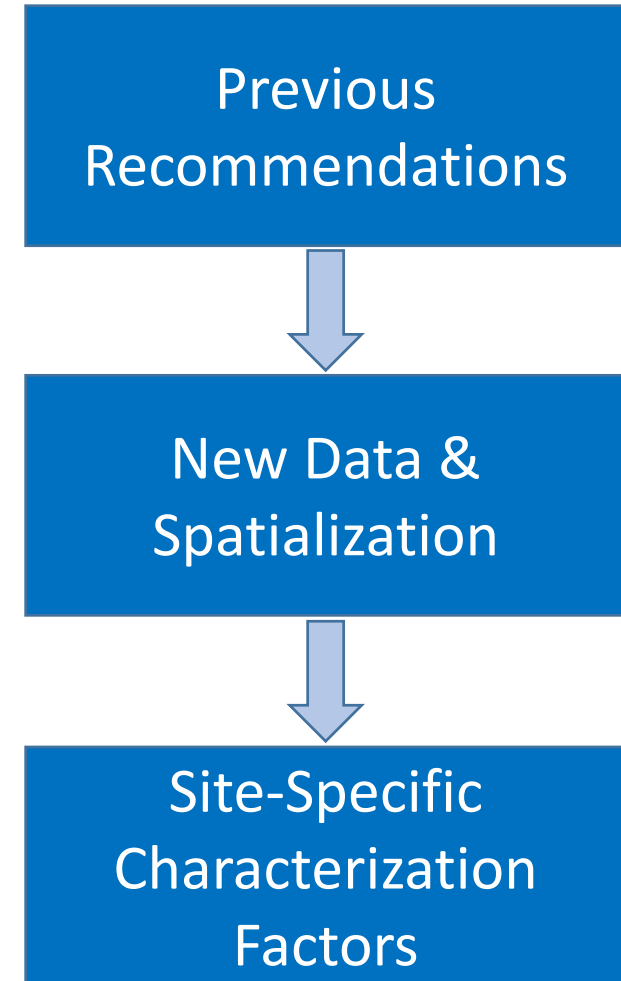 Previous
Recommendations
New Data &
Spatialization
Site-Specific
Characterization
Factors